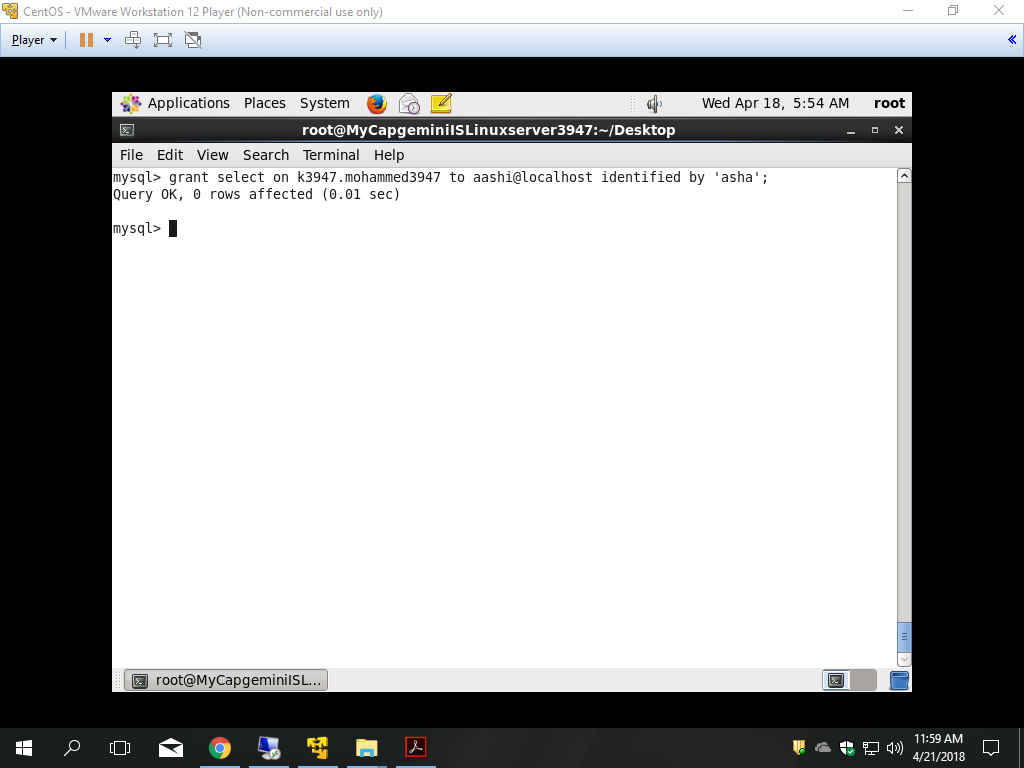 CentOS - VMware Workstation 12 Player (Non-commercial use only)
Player
Applications Places System Wed Apr 18, 5:54 AM root
root@MyCapgeminiISLinuxserver3947:~/Desktop
File Edit View Search Terminal Help
mysql> grant select on k3947.mohammed3947 to aashi@localhost identified by 'asha';
Query OK, 0 rows affected (0.01 sec)
mysql>
root@MyCapgeminiISL...
11:59 AM
4/21/2018